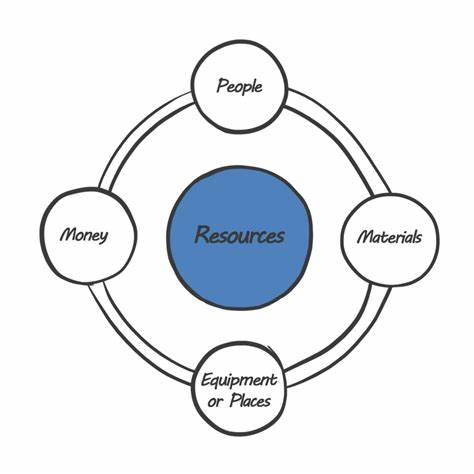 People
Money
Resources
Materials
Equipment
or Places